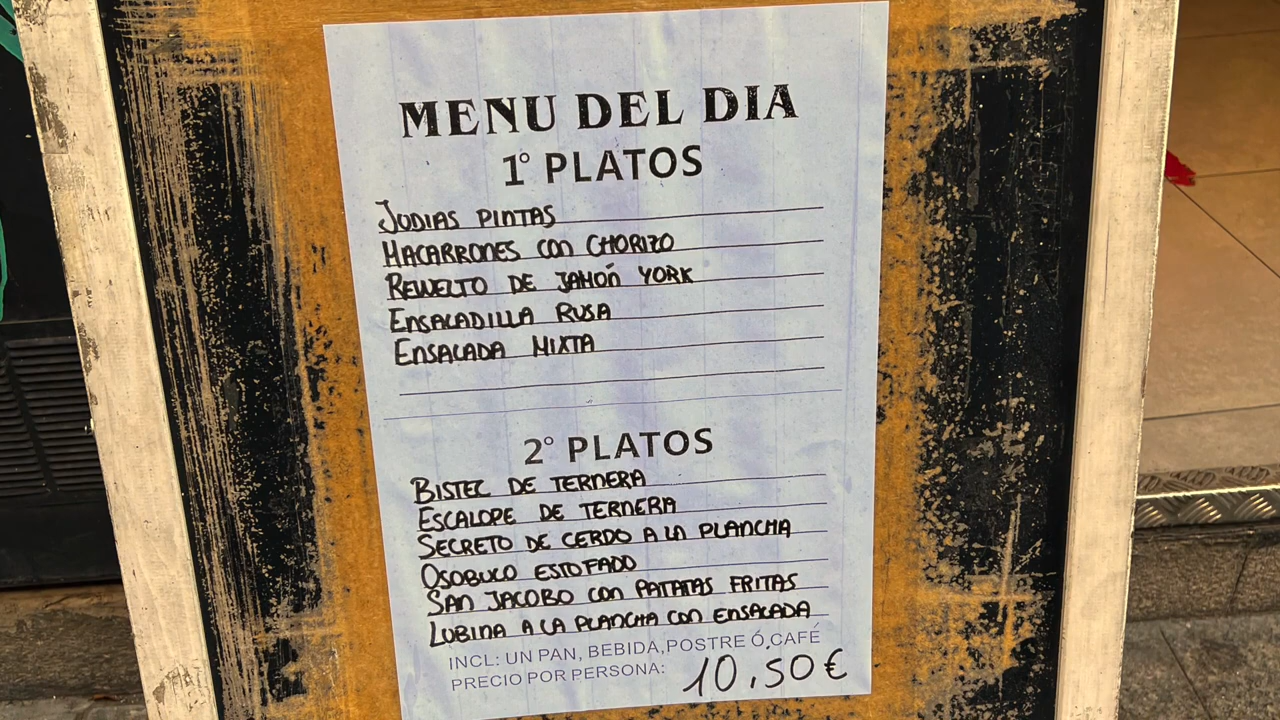 MENU DEL DIA
1° PLATOS
JUDIAS PINTAS
MACARRONES CON CHORIZO
REVUELTO DE JAMÓN YORK
ENSALADILLA RUSA
ENSALADA MIXTA
2° PLATOS
BISTEC DE TERNERA
ESCALOPE DE TERNERA
SECRETO DE CERDO A LA PLANCHA
OSOBUCO ESTOFADO
SAN JACOBO CON PATATAS FRITAS
LUBINA A LA PLANCHA CON ENSALADA
INCL: UN PAN, BEBIDA,POSTRE Ó,CAFÉ
PRECIO POR PERSONA: 10,50€